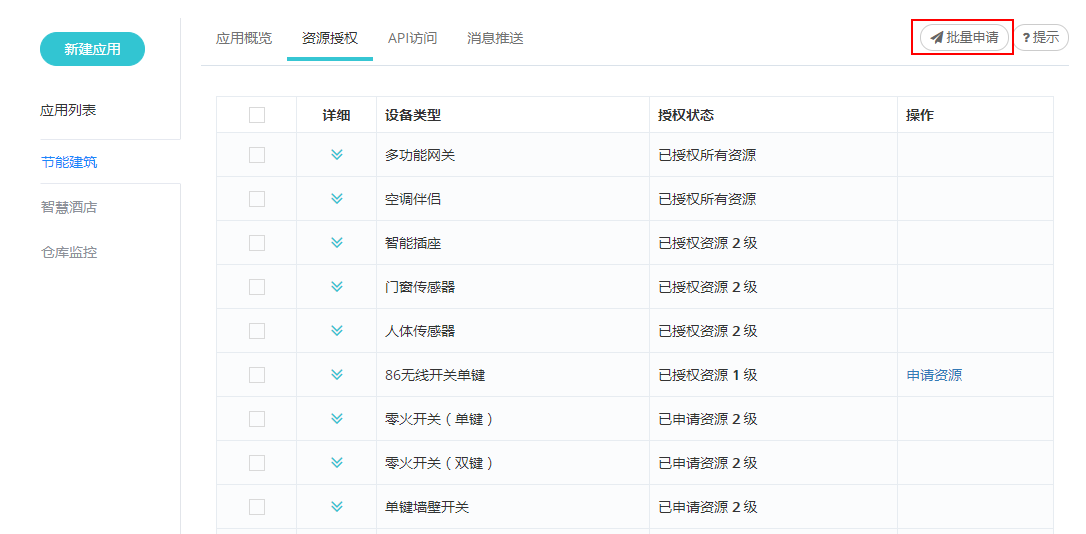 新建应用
应用列表
节能建筑
智慧酒店
仓库监控
应用概览 资源授权 API访问 消息推送 批量申请 ? 提示
详细 设备类型 授权状态 操作
多功能网关 已授权所有资源
空调伴侣 已授权所有资源
智能插座 已授权资源 2 级
门窗传感器 已授权资源 2 级
人体传感器 已授权资源 2 级
86无线开关单键 已授权资源 1 级 申请资源
零火开关（单键） 已申请资源 2 级
零火开关（双键） 已申请资源 2 级
单键墙壁开关 已申请资源 2 级